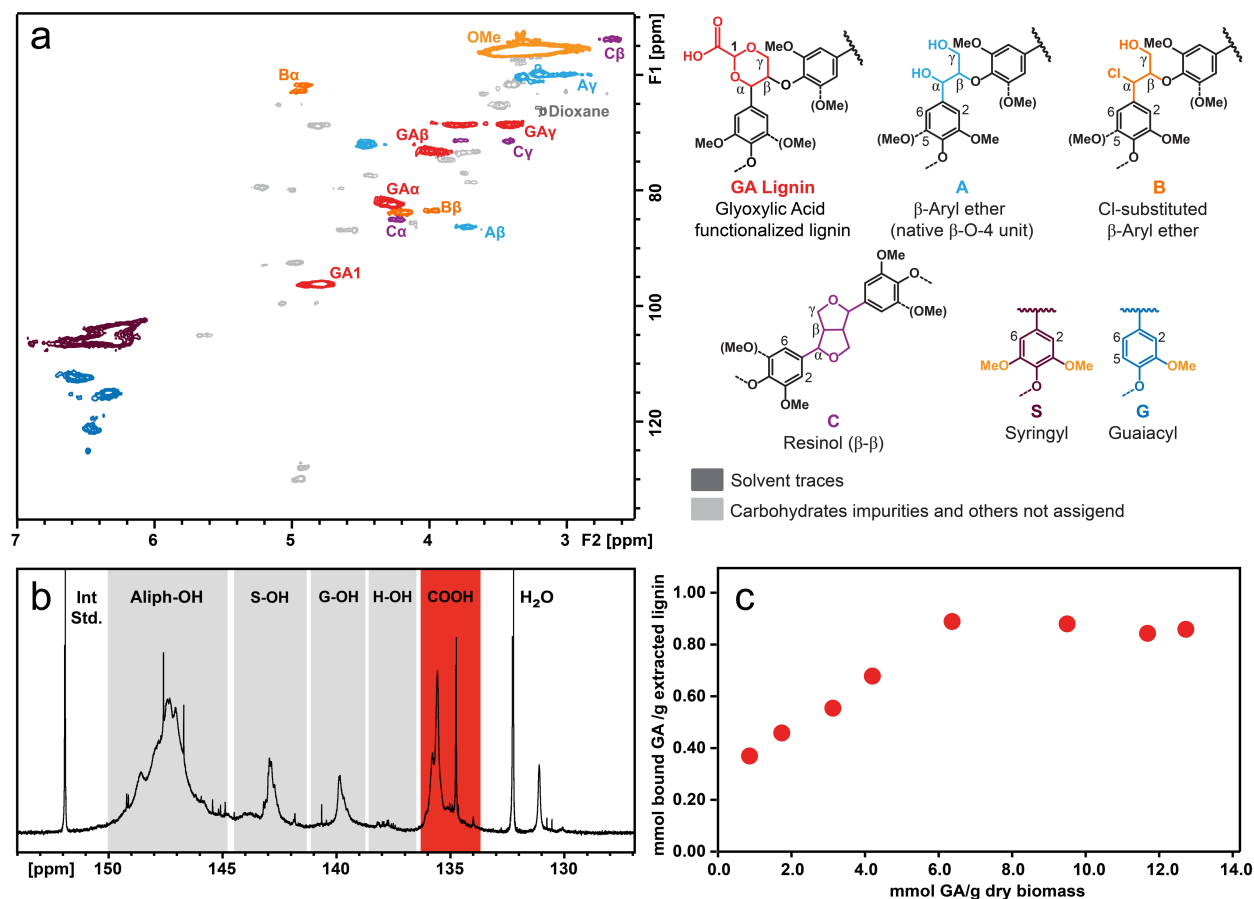 a
OMe
Cβ
Bα
Aγ
Dioxane
GAβ
GAγ
Cγ
GAα
Bβ
Cα
Aβ
GA1
F1 [ppm]
80
100
120
7
6
5
4
3
F2 [ppm]
O
HO
1
O
O
γ
α
β
O
MeO
(OMe)
MeO
(OMe)
O
GA Lignin
Glyoxylic Acid
functionalized lignin
HO
MeO
γ
HO
α
β
O
(OMe)
6
2
(MeO)
5
OMe
O
A
β-Aryl ether
(native β-O-4 unit)
HO
MeO
γ
Cl
α
β
O
(OMe)
6
2
(MeO)
5
OMe
O
B
Cl-substituted
β-Aryl ether
OMe
O
(OMe)
γ
O
β
α
O
(MeO)
6
2
O
OMe
C
Resinol (β-β)
6
2
MeO
OMe
O
S
Syringyl
6
2
5
OMe
O
G
Guaiacyl
Solvent traces
Carbohydrates impurities and others not assigend
b
Int
Std.
Aliph-OH
S-OH
G-OH
H-OH
COOH
H₂O
[ppm]
150
145
140
135
130
c
mmol bound GA /g extracted lignin
1.00
0.80
0.60
0.40
0.20
0.00
0.0
2.0
4.0
6.0
8.0
10.0
12.0
14.0
mmol GA/g dry biomass